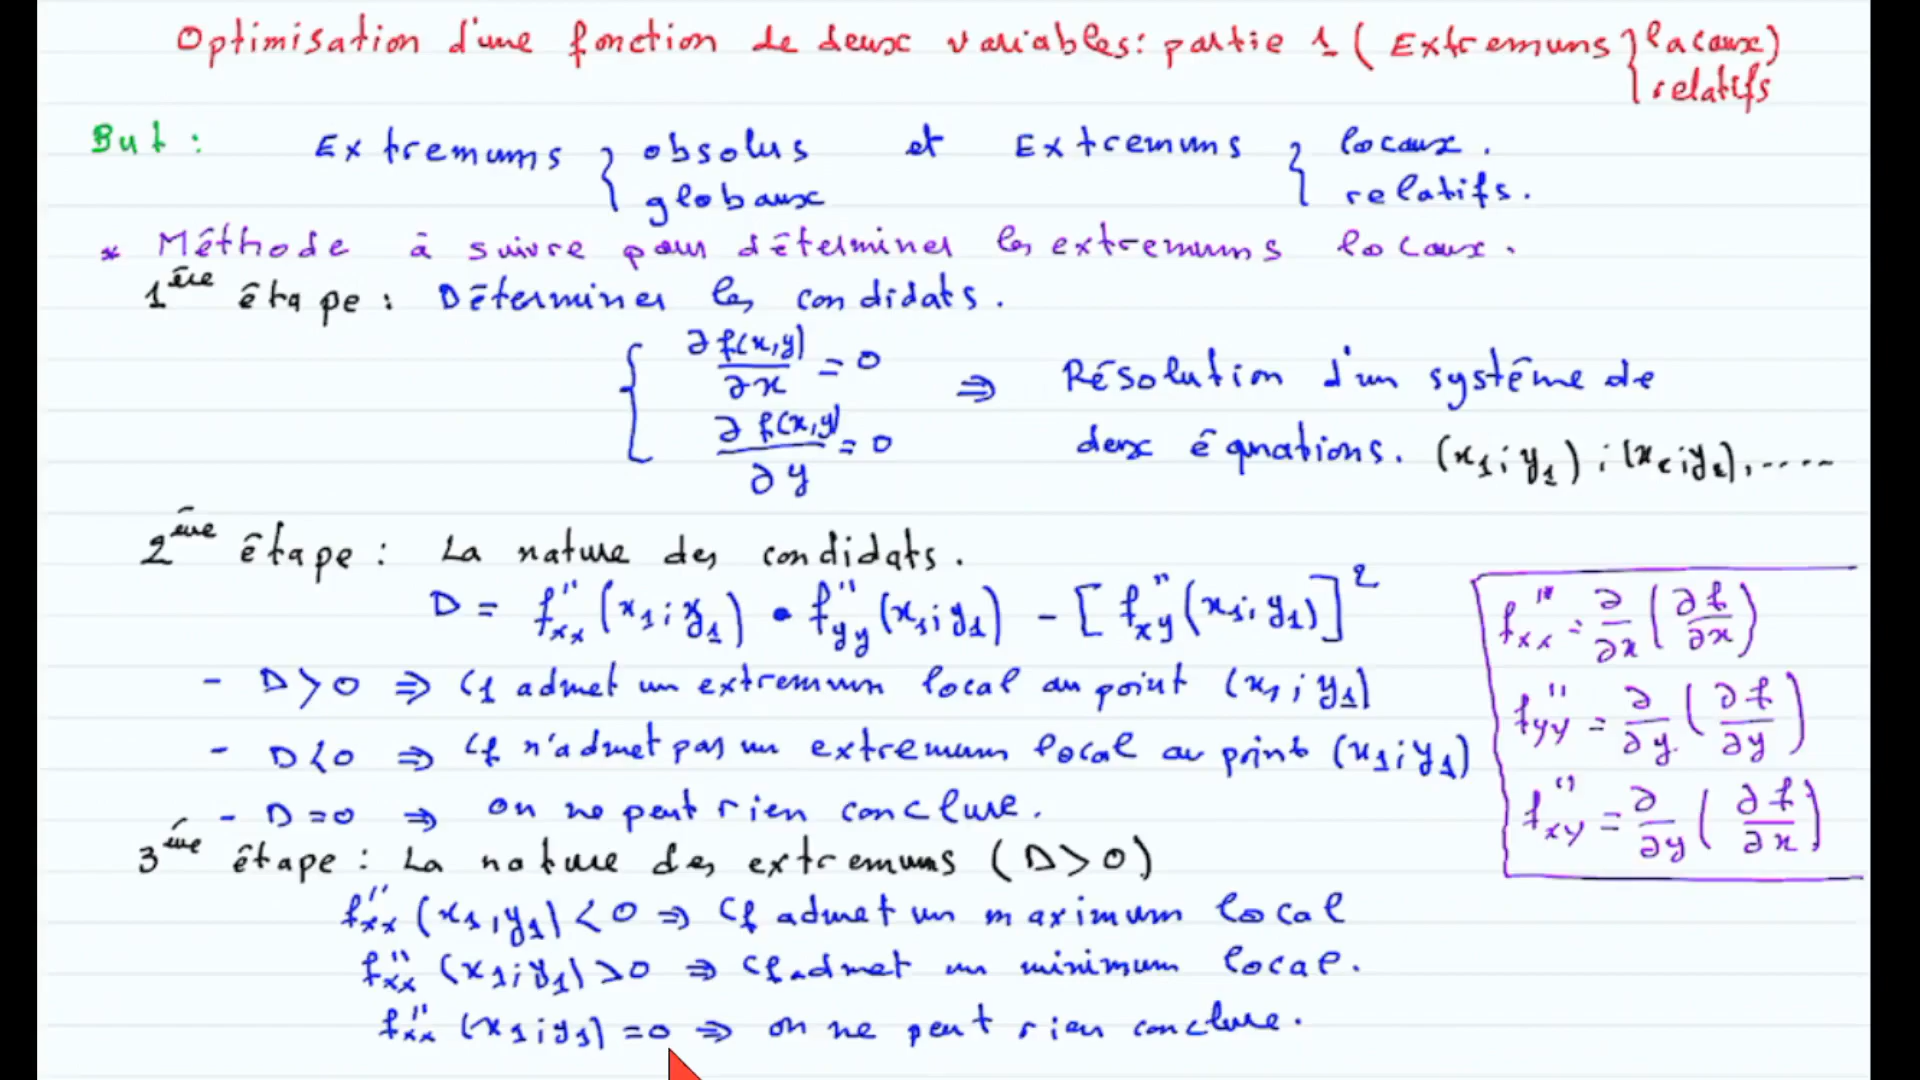 Optimisation d'une fonction de deux variables: partie 1 ( Extremuns { locaux )
relatifs
But : Extremums { absolus et Extremuns { locaux .
globaux relatifs .
* Méthode à suivre pour déterminer les extremums locaux .
1ère étape : Déterminer les condidats .
{ ∂f(x,y)/∂x = 0 ⇒ Résolution d'un système de
∂f(x,y)/∂y = 0 deux équations . (x₁;y₁) ; (x₂;y₂), ....
2ème étape : La nature des condidats .
D = f''xx (x₁;y₁) • f''yy (x₁;y₁) - [ f''xy (x₁;y₁) ]²
- D > 0 ⇒ Cf admet un extremum local au point (x₁;y₁)
- D < 0 ⇒ Cf n'admet pas un extremum local au point (x₁;y₁)
- D = 0 ⇒ on ne peut rien conclure .
3ème étape : La nature des extremums ( D > 0 )
f''xx (x₁,y₁) < 0 ⇒ Cf admet un maximum local
f''xx (x₁;y₁) > 0 ⇒ Cf admet un minimum local .
f''xx (x₁;y₁) = 0 ⇒ on ne peut rien conclure .
f''xx = ∂/∂x ( ∂f/∂x )
f''yy = ∂/∂y ( ∂f/∂y )
f''xy = ∂/∂y ( ∂f/∂x )